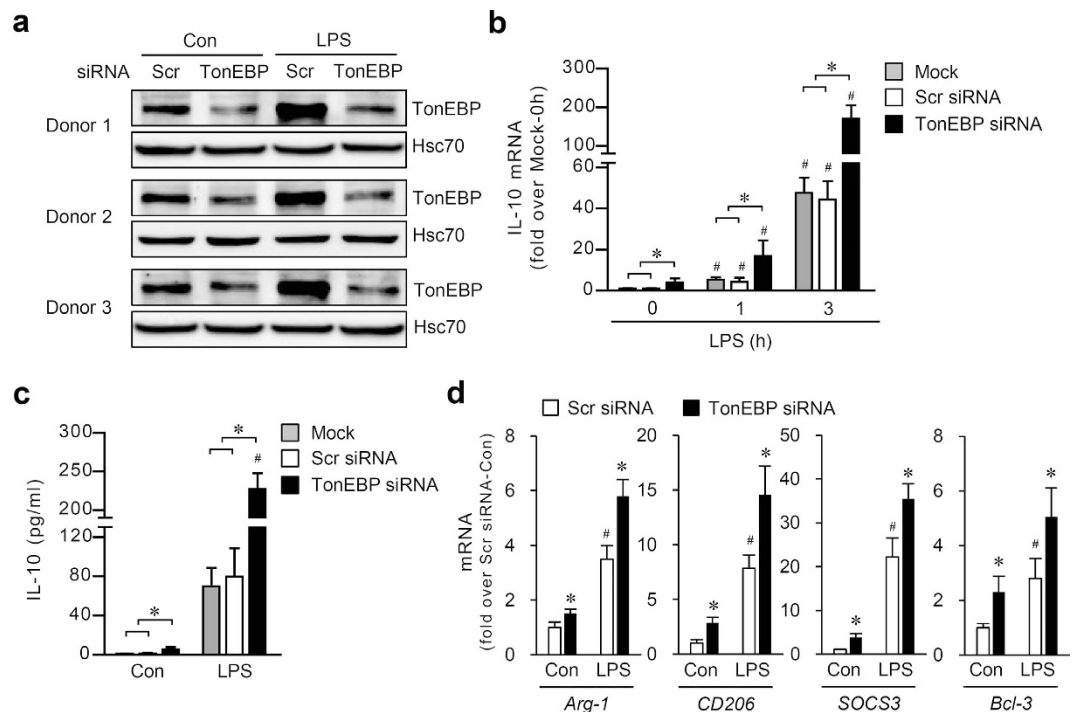 a
Con LPS
siRNA Scr TonEBP Scr TonEBP
Donor 1 TonEBP
Hsc70
Donor 2 TonEBP
Hsc70
Donor 3 TonEBP
Hsc70
b
IL-10 mRNA
(fold over Mock-0h)
300
200
100
60
40
20
0
* * *
# # # # # #
0 1 3
LPS (h)
Mock
Scr siRNA
TonEBP siRNA
c
IL-10 (pg/ml)
300
250
200
80
40
0
* *
#
Con LPS
Mock
Scr siRNA
TonEBP siRNA
d
Scr siRNA TonEBP siRNA
mRNA
(fold over Scr siRNA-Con)
8
6
4
2
0
* # *
Con LPS
Arg-1
20
15
10
5
0
* # *
Con LPS
CD206
50
40
30
20
10
0
* # *
Con LPS
SOCS3
8
6
4
2
0
* # *
Con LPS
Bcl-3